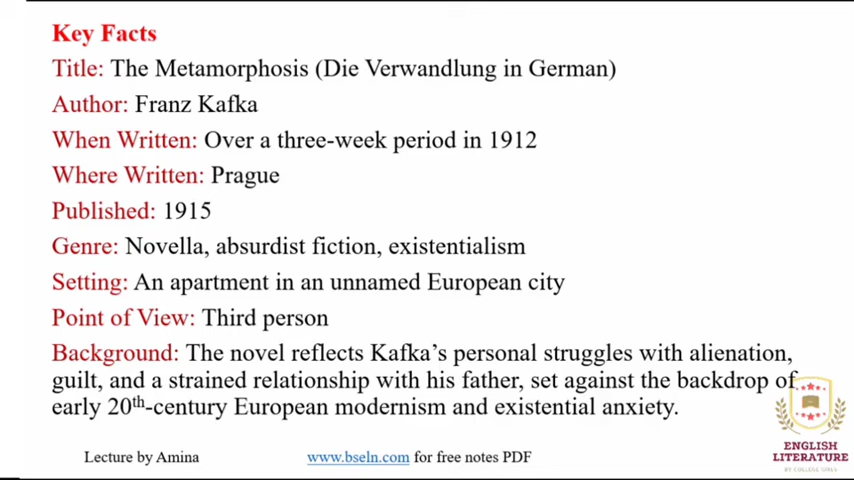 Key Facts
Title: The Metamorphosis (Die Verwandlung in German)
Author: Franz Kafka
When Written: Over a three-week period in 1912
Where Written: Prague
Published: 1915
Genre: Novella, absurdist fiction, existentialism
Setting: An apartment in an unnamed European city
Point of View: Third person
Background: The novel reflects Kafka’s personal struggles with alienation,
guilt, and a strained relationship with his father, set against the backdrop of
early 20th-century European modernism and existential anxiety.
Lecture by Amina
www.bseln.com for free notes PDF
ENGLISH
LITERATURE
BY COLLEGE GIRLS